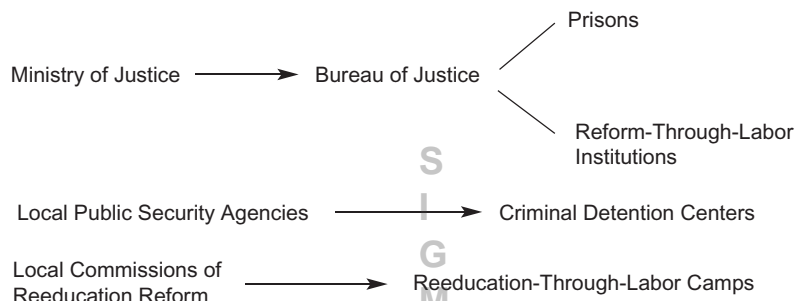 Prisons
Ministry of Justice
Bureau of Justice
Reform-Through-Labor
Institutions
S
I
G
M
Local Public Security Agencies
Criminal Detention Centers
Local Commissions of
Reeducation Reform
Reeducation-Through-Labor Camps